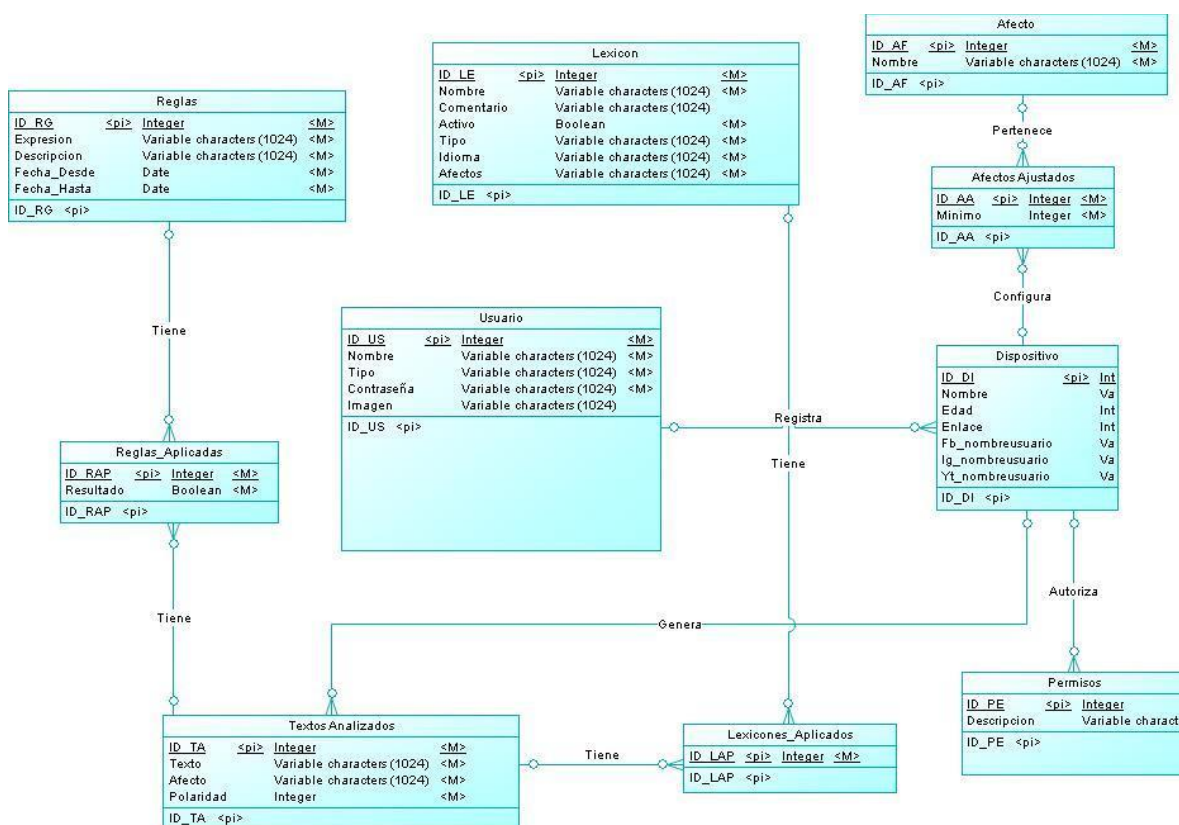 Afecto
ID_AF <pi> Integer <M>
Nombre Variable characters (1024) <M>
ID_AF <pi>
Lexicon
ID_LE <pi> Integer <M>
Nombre Variable characters (1024) <M>
Comentario Variable characters (1024)
Activo Boolean <M>
Tipo Variable characters (1024) <M>
Idioma Variable characters (1024) <M>
Afectos Variable characters (1024) <M>
ID_LE <pi>
Reglas
ID_RG <pi> Integer <M>
Expresion Variable characters (1024) <M>
Descripcion Variable characters (1024) <M>
Fecha_Desde Date <M>
Fecha_Hasta Date <M>
ID_RG <pi>
Pertenece
Afectos Ajustados
ID_AA <pi> Integer <M>
Minimo Integer <M>
ID_AA <pi>
Configura
Tiene
Usuario
ID_US <pi> Integer <M>
Nombre Variable characters (1024) <M>
Tipo Variable characters (1024) <M>
Contraseña Variable characters (1024) <M>
Imagen Variable characters (1024)
ID_US <pi>
Registra
Dispositivo
ID_DI <pi> Int
Nombre Va
Edad Int
Enlace Int
Fb_nombreusuario Va
Ig_nombreusuario Va
Yt_nombreusuario Va
ID_DI <pi>
Tiene
Reglas_Aplicadas
ID_RAP <pi> Integer <M>
Resultado Boolean <M>
ID_RAP <pi>
Autoriza
Tiene
Genera
Permisos
ID_PE <pi> Integer
Descripcion Variable charact
ID_PE <pi>
Textos Analizados
ID_TA <pi> Integer <M>
Texto Variable characters (1024) <M>
Afecto Variable characters (1024) <M>
Polaridad Integer <M>
ID_TA <pi>
Tiene
Lexicones_Aplicados
ID_LAP <pi> Integer <M>
ID_LAP <pi>